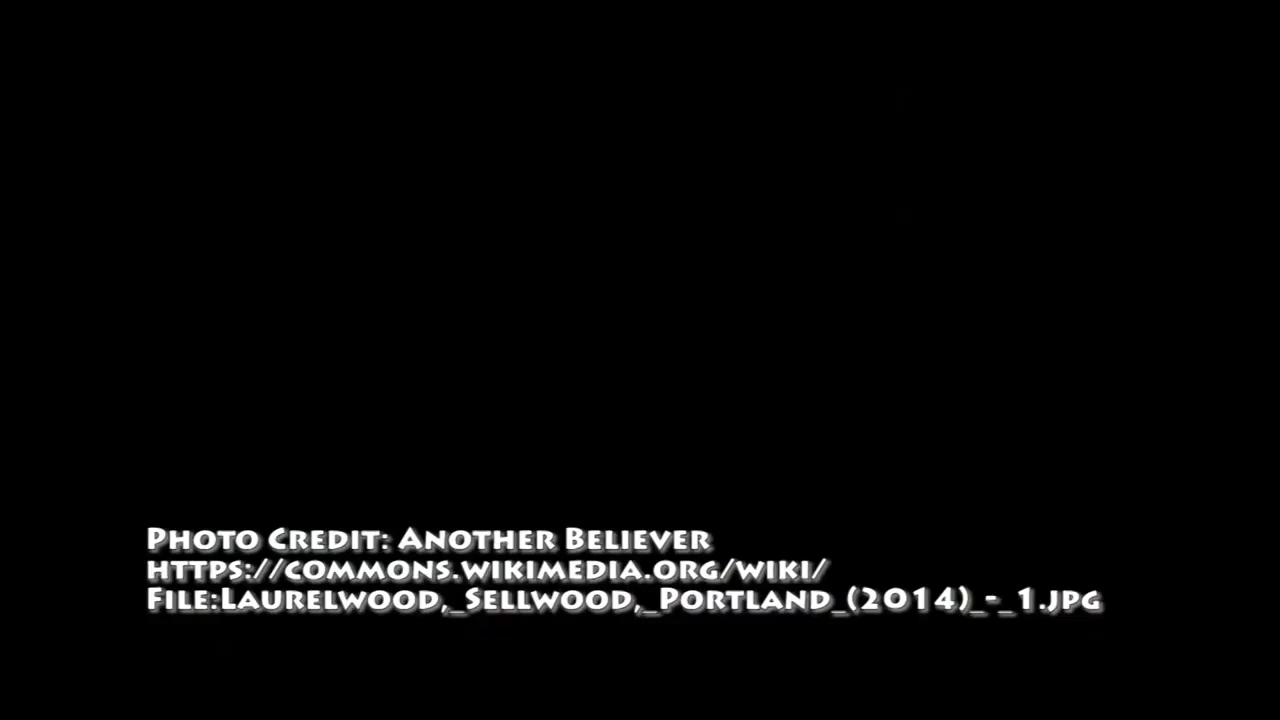 Photo Credit: Another Believer
https://commons.wikimedia.org/wiki/
File:Laurelwood,_Sellwood,_Portland_(2014)_-_1.jpg